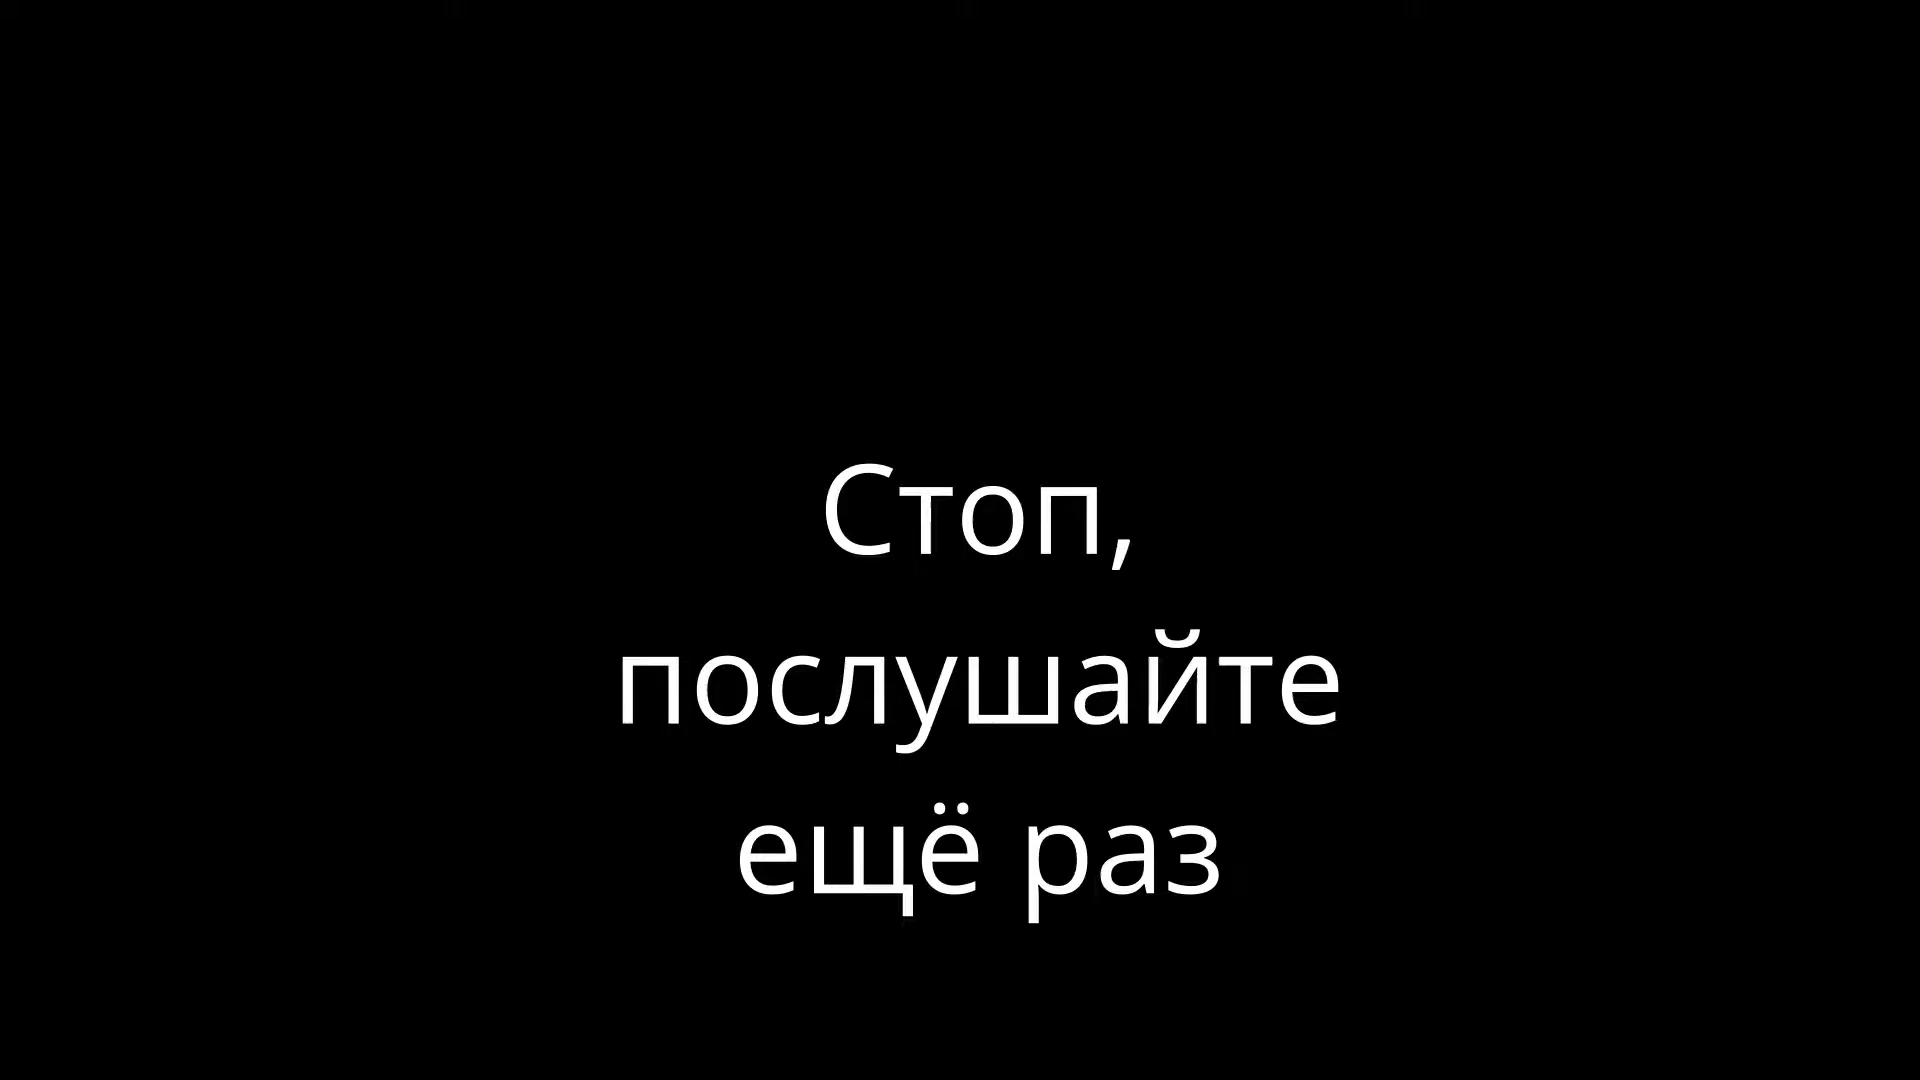 Стоп,
послушайте
ещё раз